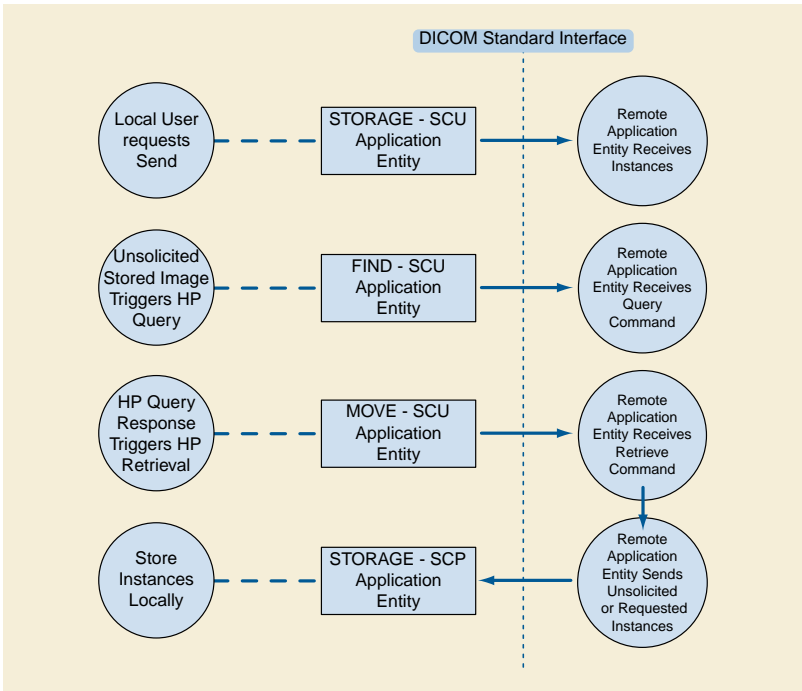 DICOM Standard Interface
Local User
requests
Send
STORAGE - SCU
Application
Entity
Remote
Application
Entity Receives
Instances
Unsolicited
Stored Image
Triggers HP
Query
FIND - SCU
Application
Entity
Remote
Application
Entity Receives
Query
Command
HP Query
Response
Triggers HP
Retrieval
MOVE - SCU
Application
Entity
Remote
Application
Entity Receives
Retrieve
Command
Store
Instances
Locally
STORAGE - SCP
Application
Entity
Remote
Application
Entity Sends
Unsolicited
or Requested
Instances